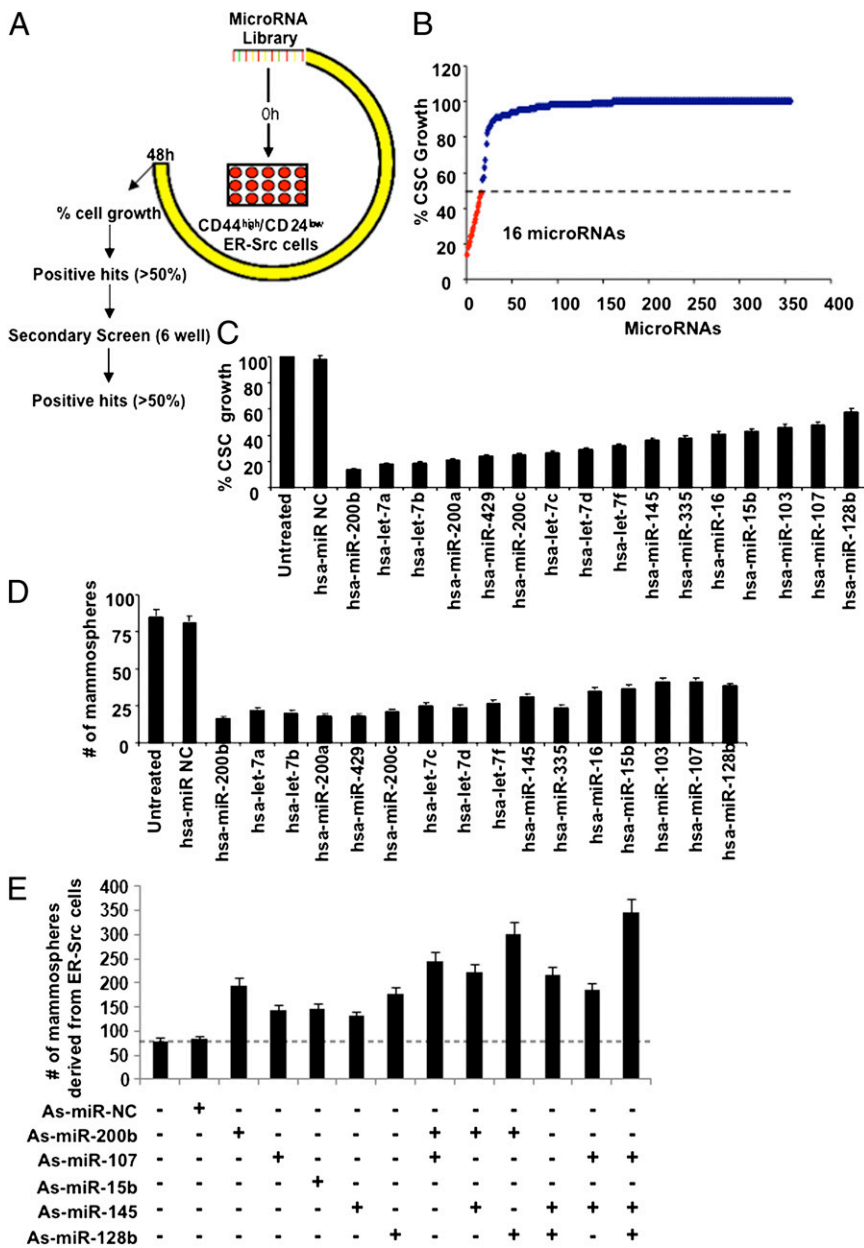 A
MicroRNA
Library
0h
48h
CD44high/CD24low
ER-Src cells
% cell growth
Positive hits (>50%)
Secondary Screen (6 well)
Positive hits (>50%)
B
% CSC Growth
120
100
80
60
40
20
0
16 microRNAs
0 50 100 150 200 250 300 350 400
MicroRNAs
C
% CSC growth
100
80
60
40
20
0
Untreated
hsa-miR NC
hsa-miR-200b
hsa-let-7a
hsa-let-7b
hsa-miR-200a
hsa-miR-429
hsa-miR-200c
hsa-let-7c
hsa-let-7d
hsa-let-7f
hsa-miR-145
hsa-miR-335
hsa-miR-16
hsa-miR-15b
hsa-miR-103
hsa-miR-107
hsa-miR-128b
D
# of mammospheres
100
75
50
25
0
Untreated
hsa-miR NC
hsa-miR-200b
hsa-let-7a
hsa-let-7b
hsa-miR-200a
hsa-miR-429
hsa-miR-200c
hsa-let-7c
hsa-let-7d
hsa-let-7f
hsa-miR-145
hsa-miR-335
hsa-miR-16
hsa-miR-15b
hsa-miR-103
hsa-miR-107
hsa-miR-128b
E
# of mammospheres
derived from ER-Src cells
400
350
300
250
200
150
100
50
0
As-miR-NC - + - - - - - - - - - - -
As-miR-200b - - + - - - - + + + - - -
As-miR-107 - - - + - - - + - - - + +
As-miR-15b - - - - + - - - - - - - -
As-miR-145 - - - - - + - - + - + + +
As-miR-128b - - - - - - + - - + + - +